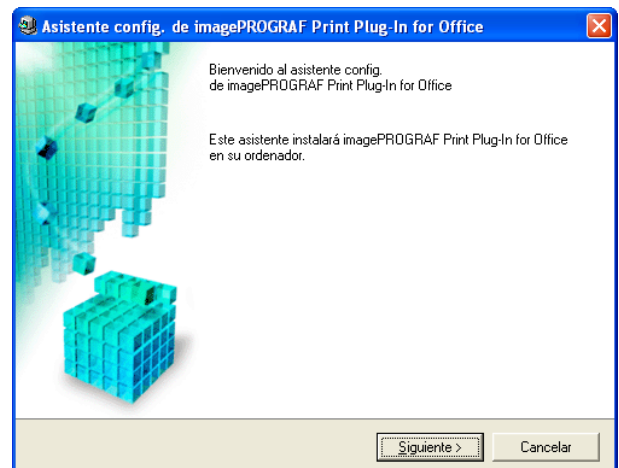 Asistente config. de imagePROGRAF Print Plug-In for Office
Bienvenido al asistente config.
de imagePROGRAF Print Plug-In for Office
Este asistente instalará imagePROGRAF Print Plug-In for Office
en su ordenador.
Siguiente >
Cancelar